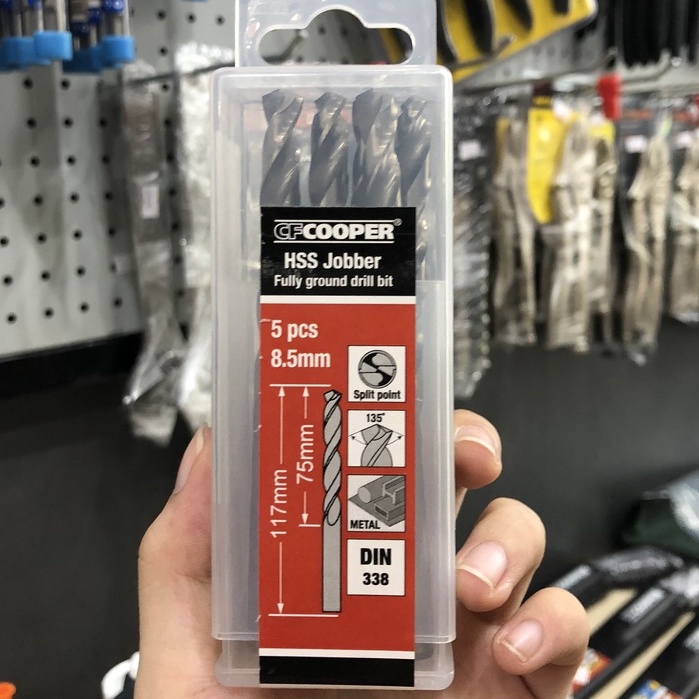 CFCOOPER®
HSS Jobber
Fully ground drill bit
5 pcs
8.5mm
Split point
135°
117mm
75mm
METAL
DIN
338
COOPER